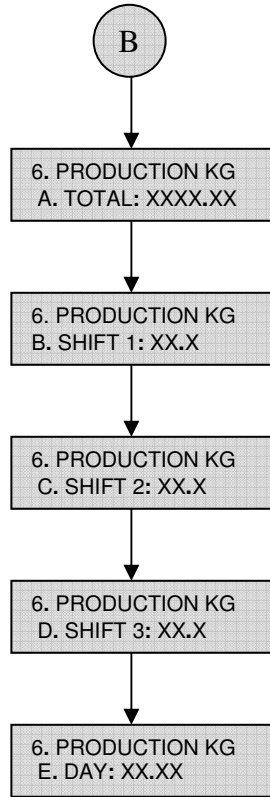 B
6. PRODUCTION KG
A. TOTAL: XXXX.XX
6. PRODUCTION KG
B. SHIFT 1: XX.X
6. PRODUCTION KG
C. SHIFT 2: XX.X
6. PRODUCTION KG
D. SHIFT 3: XX.X
6. PRODUCTION KG
E. DAY: XX.XX